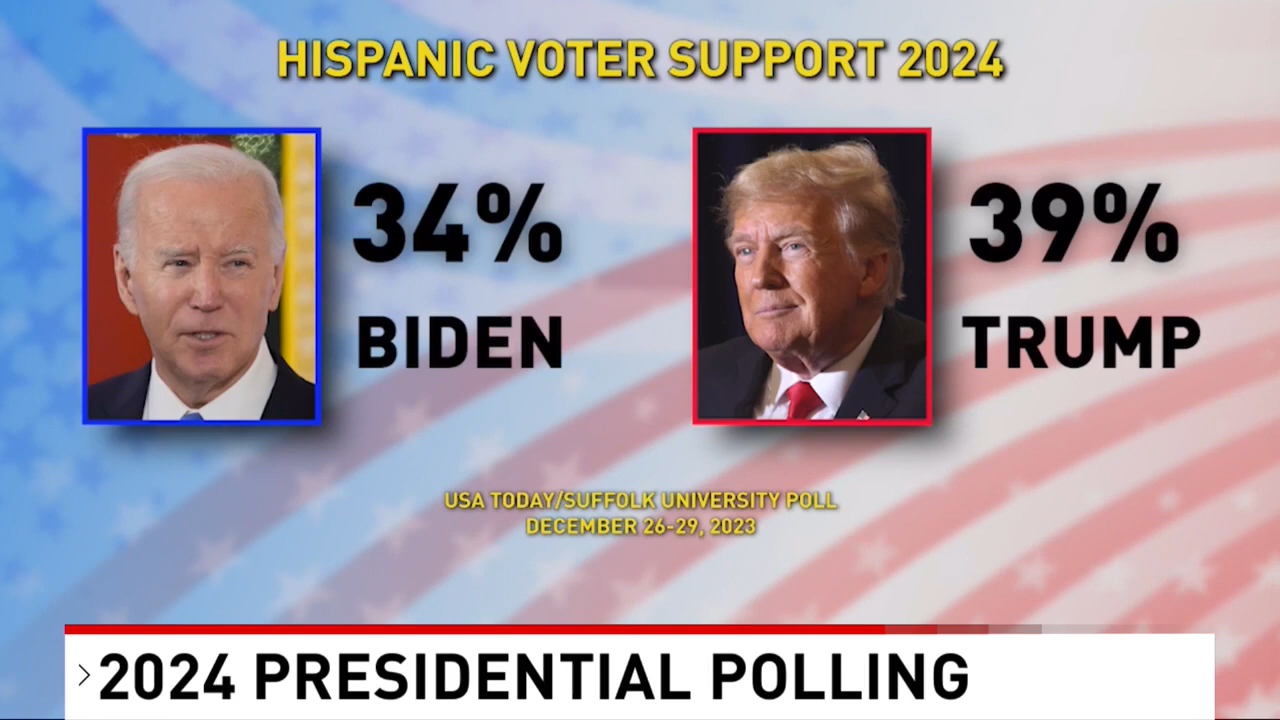 HISPANIC VOTER SUPPORT 2024
34%
BIDEN
39%
TRUMP
USA TODAY/SUFFOLK UNIVERSITY POLL
DECEMBER 26-29, 2023
2024 PRESIDENTIAL POLLING